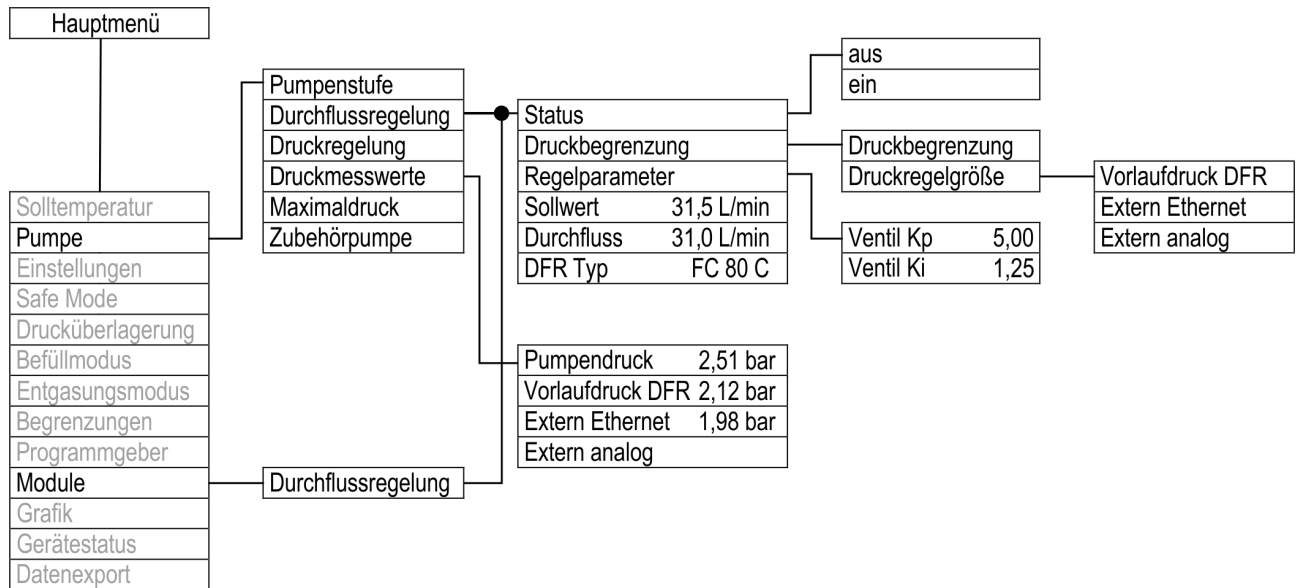 Hauptmenü
Solltemperatur
Pumpe
Einstellungen
Safe Mode
Drucküberlagerung
Befüllmodus
Entgasungsmodus
Begrenzungen
Programmgeber
Module
Grafik
Gerätestatus
Datenexport
Pumpenstufe
Durchflussregelung
Druckregelung
Druckmesswerte
Maximaldruck
Zubehörpumpe
Durchflussregelung
Status
Druckbegrenzung
Regelparameter
Sollwert 31,5 L/min
Durchfluss 31,0 L/min
DFR Typ FC 80 C
Pumpendruck 2,51 bar
Vorlaufdruck DFR 2,12 bar
Extern Ethernet 1,98 bar
Extern analog
aus
ein
Druckbegrenzung
Druckregelgröße
Ventil Kp 5,00
Ventil Ki 1,25
Vorlaufdruck DFR
Extern Ethernet
Extern analog